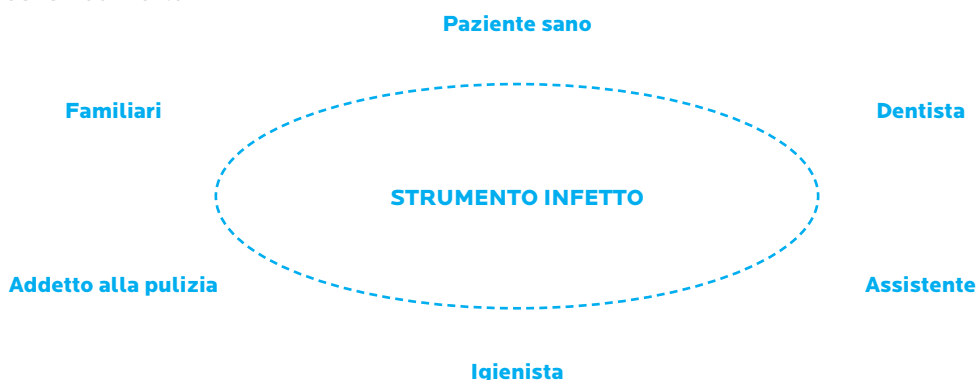 Paziente sano
Familiari
Dentista
STRUMENTO INFETTO
Addetto alla pulizia
Assistente
Igienista